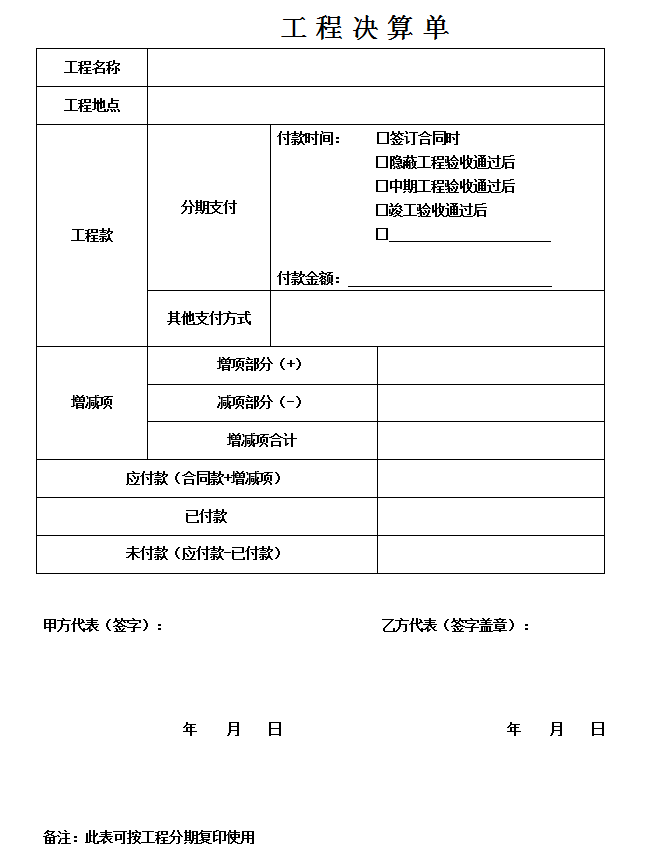 工程决算单
工程名称
工程地点
工程款
分期支付
付款时间： □签订合同时
□隐蔽工程验收通过后
□中期工程验收通过后
□竣工验收通过后
□____________________
付款金额：_________________________
其他支付方式
增减项
增项部分（+）
减项部分（-）
增减项合计
应付款（合同款+增减项）
已付款
未付款（应付款-已付款）
甲方代表（签字）： 乙方代表（签字盖章）：
年 月 日 年 月 日
备注：此表可按工程分期复印使用